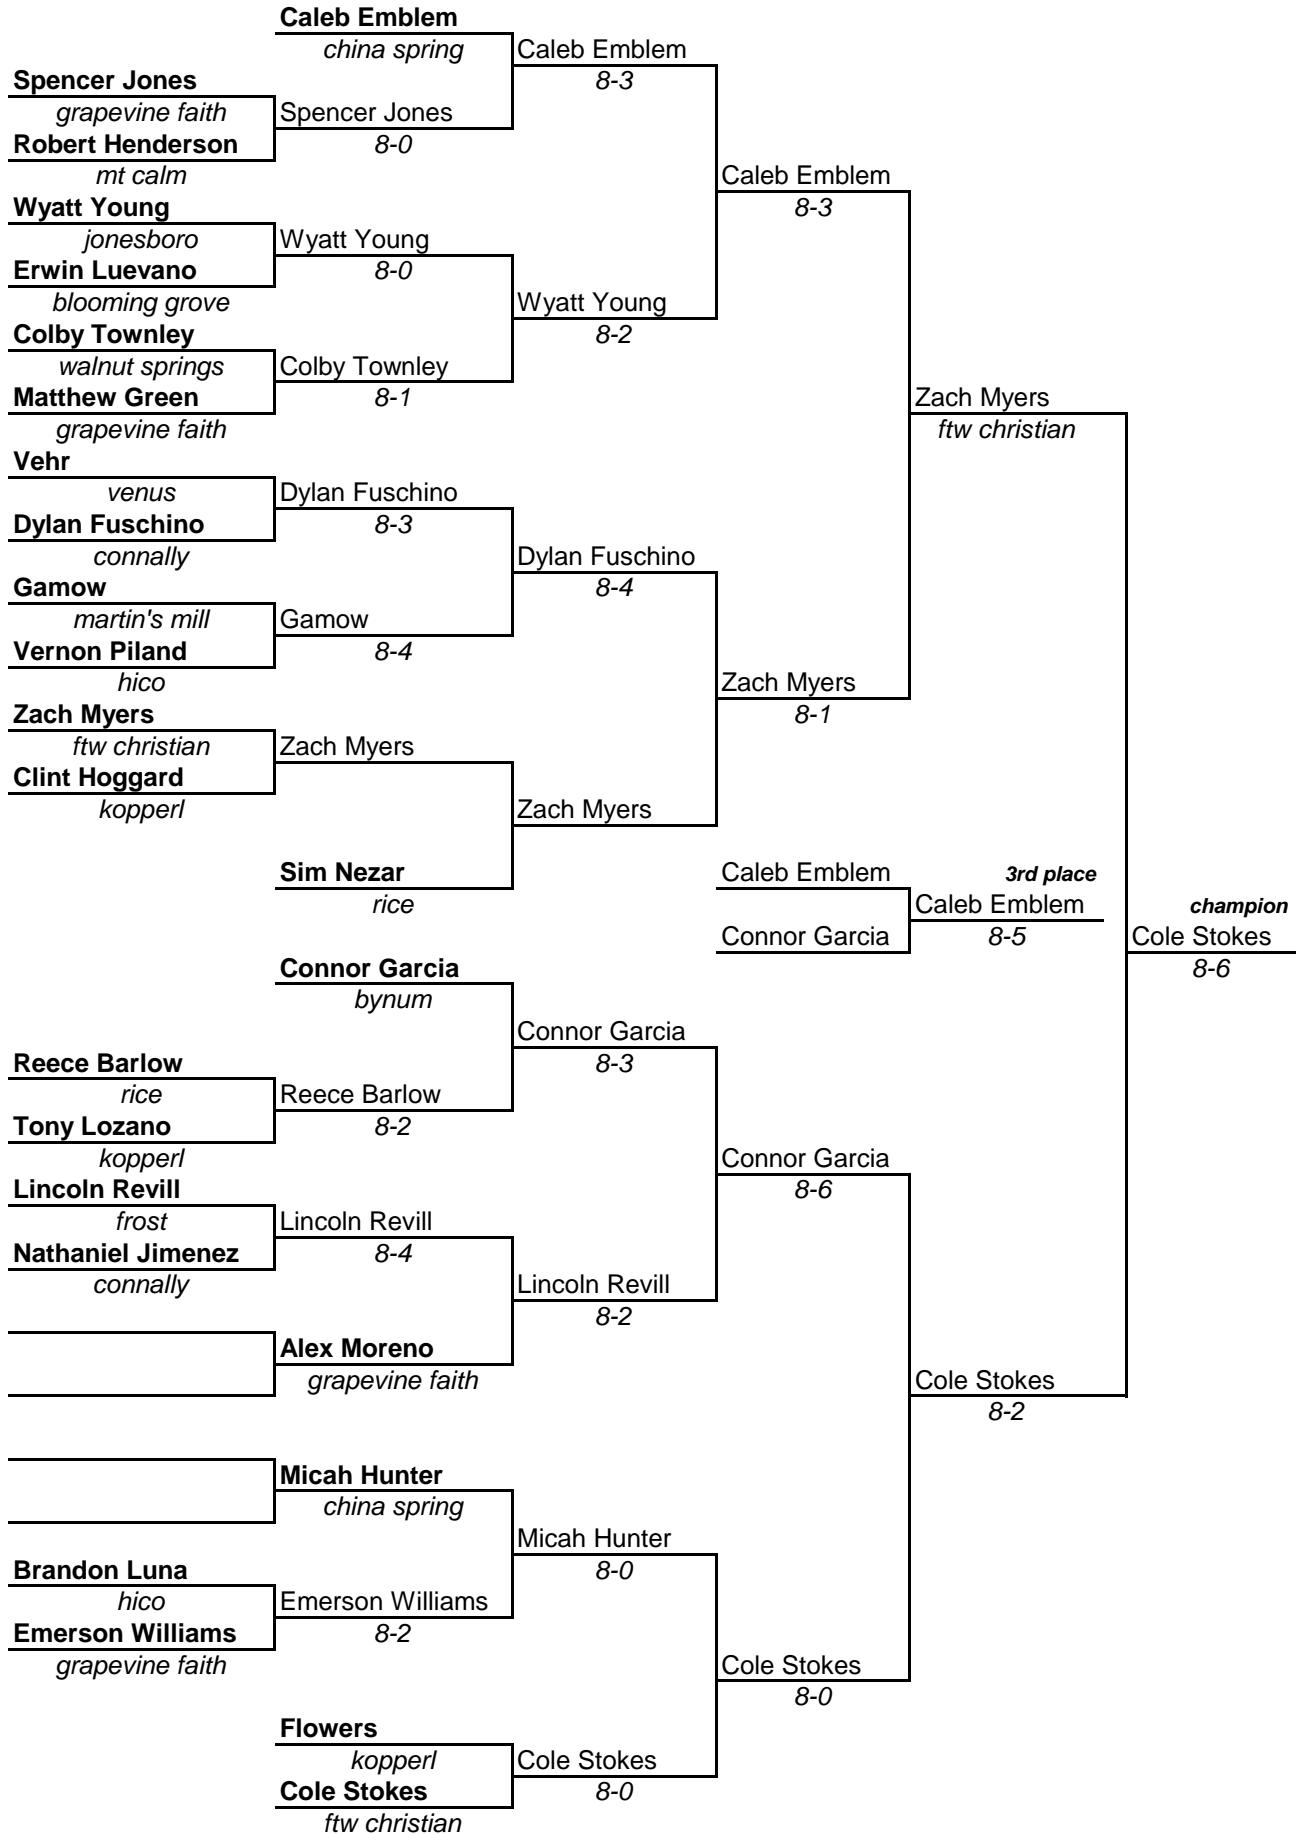 Caleb Emblem
china spring
Caleb Emblem
8-3
Spencer Jones
grapevine faith
Spencer Jones
8-0
Robert Henderson
mt calm
Caleb Emblem
8-3
Wyatt Young
jonesboro
Wyatt Young
8-0
Erwin Luevano
blooming grove
Wyatt Young
8-2
Colby Townley
walnut springs
Colby Townley
8-1
Matthew Green
grapevine faith
Zach Myers
ftw christian
Vehr
venus
Dylan Fuschino
8-3
Dylan Fuschino
connally
Dylan Fuschino
8-4
Gamow
martin's mill
Gamow
8-4
Vernon Piland
hico
Zach Myers
8-1
Zach Myers
ftw christian
Zach Myers
Clint Hoggard
kopperl
Zach Myers
Sim Nezar
rice
Caleb Emblem
3rd place
Caleb Emblem
8-5
Connor Garcia
champion
Cole Stokes
8-6
Connor Garcia
bynum
Connor Garcia
8-3
Reece Barlow
rice
Reece Barlow
8-2
Tony Lozano
kopperl
Connor Garcia
8-6
Lincoln Revill
frost
Lincoln Revill
8-4
Nathaniel Jimenez
connally
Lincoln Revill
8-2
Alex Moreno
grapevine faith
Cole Stokes
8-2
Micah Hunter
china spring
Micah Hunter
8-0
Brandon Luna
hico
Emerson Williams
8-2
Emerson Williams
grapevine faith
Cole Stokes
8-0
Flowers
kopperl
Cole Stokes
8-0
Cole Stokes
ftw christian